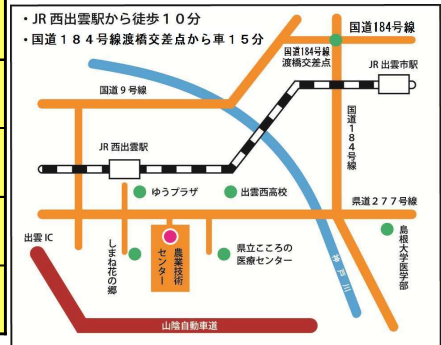 ・JR 西出雲駅から徒歩１０分
・国道１８４号線渡橋交差点から車１５分
国道184号線
国道184号線
渡橋交差点
JR 出雲市駅
国道９号線
国道１８４号線
JR 西出雲駅
ゆうプラザ
出雲西高校
県道２７７号線
出雲 IC
しまね花の郷
農業技術
センター
県立こころの
医療センター
神戸川
島根大学医学部
山陰自動車道